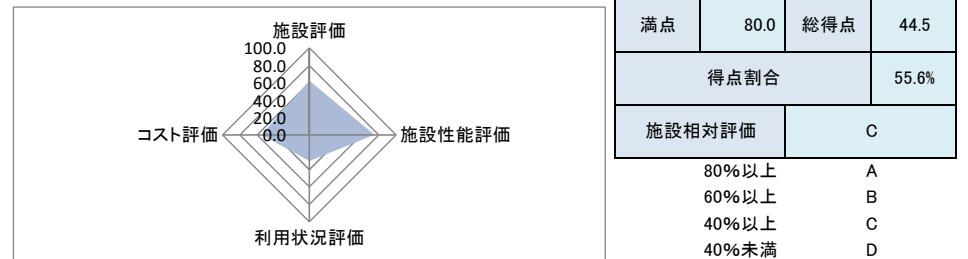 施設評価
100.0
80.0
60.0
40.0
20.0
0.0
コスト評価
施設性能評価
利用状況評価
満点 80.0 総得点 44.5
得点割合 55.6%
施設相対評価 C
80%以上 A
60%以上 B
40%以上 C
40%未満 D